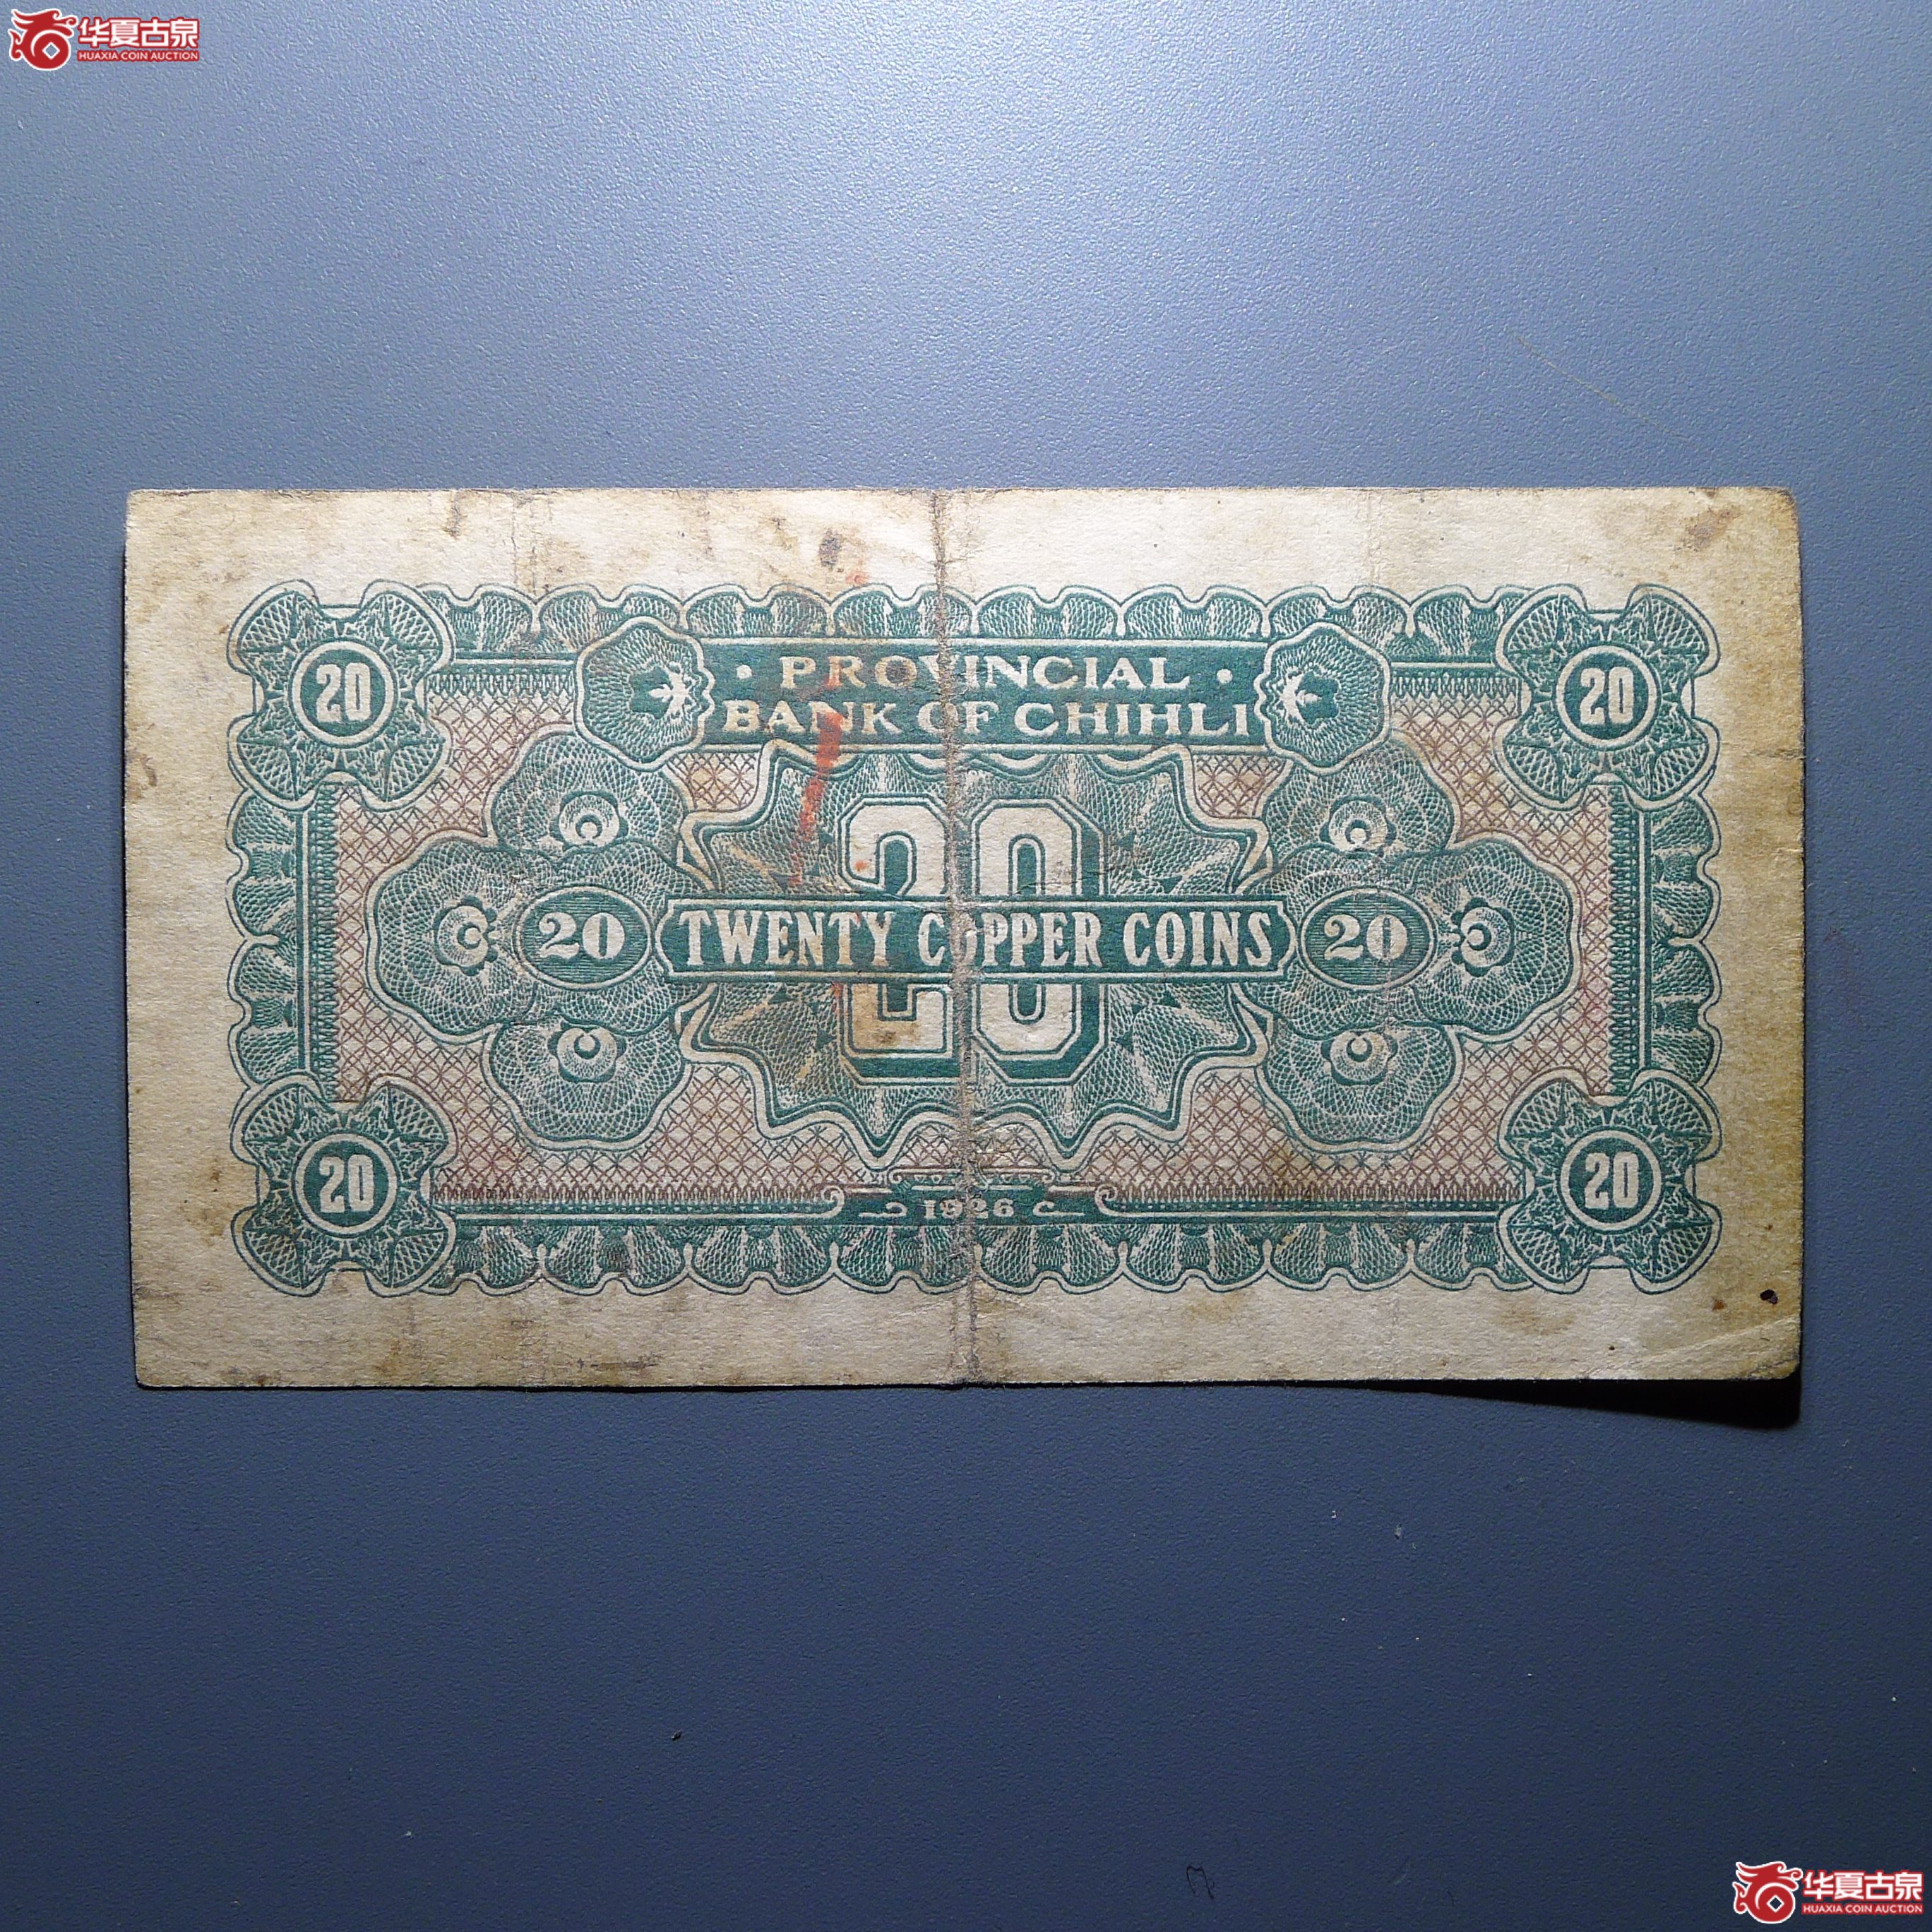 华夏古泉
HUAXIA COIN AUCTION
· PROVINCIAL ·
BANK OF CHIHLI
20
20
20
20
TWENTY COPPER COINS
20
20
20
1926
华夏古泉
HUAXIA COIN AUCTION